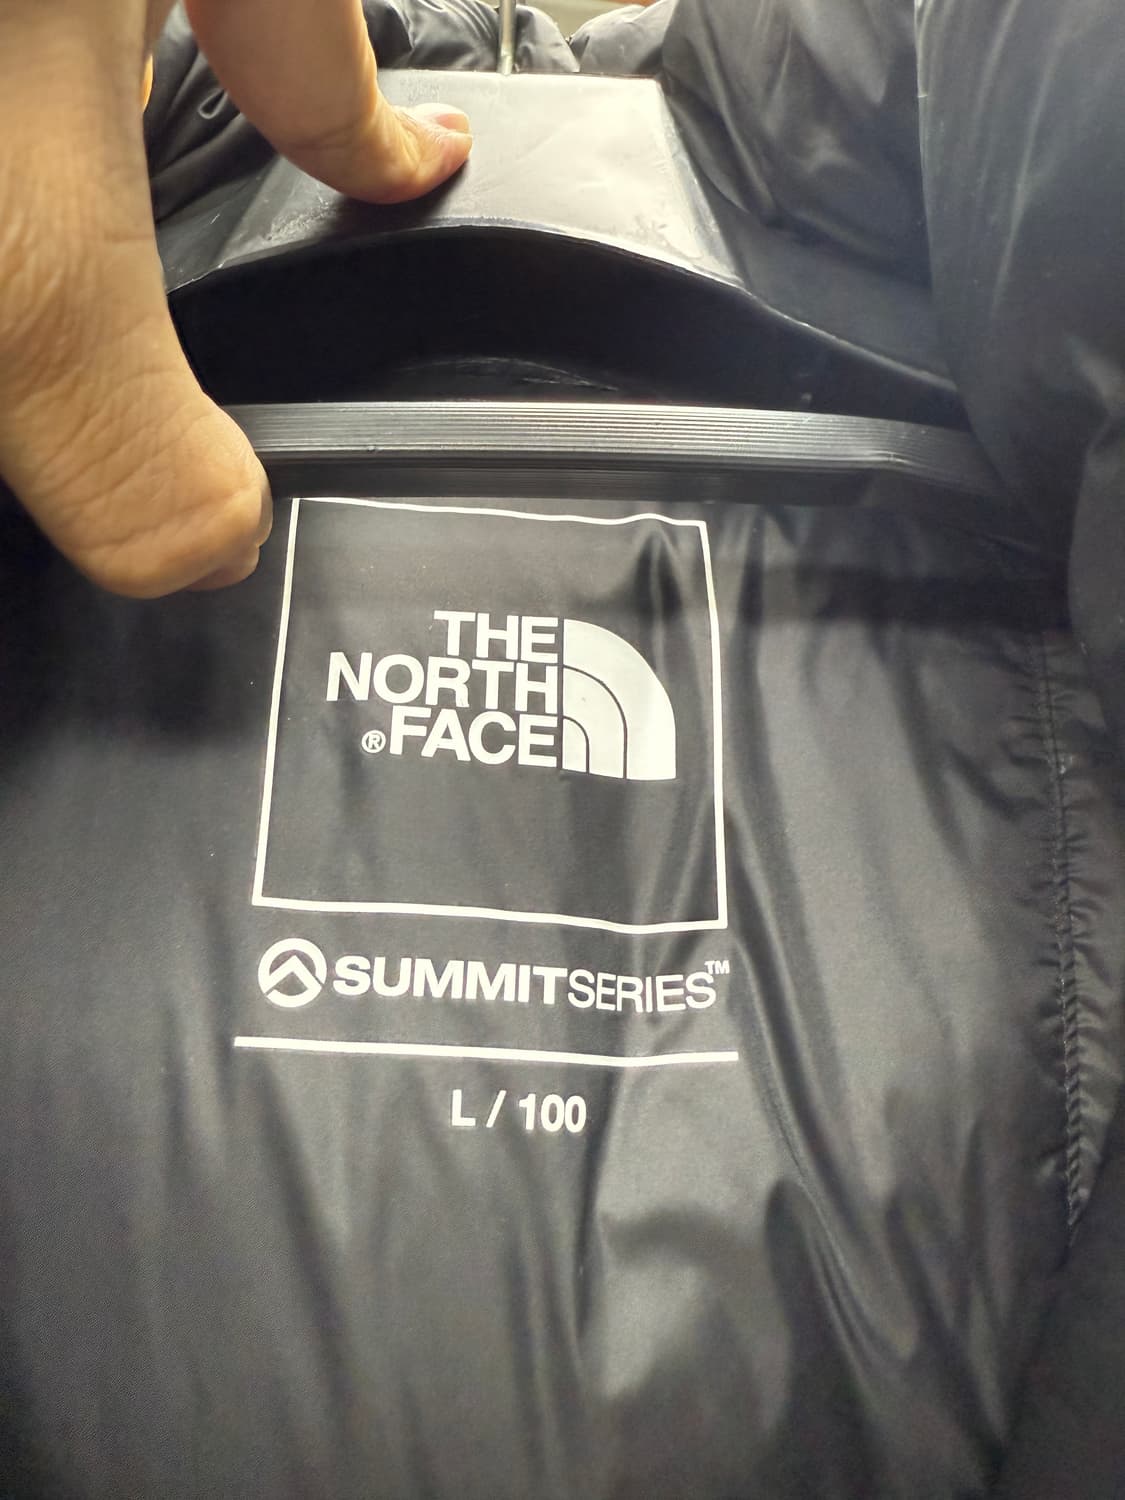 THE
NORTH
®FACE
SUMMITSERIES™
L / 100